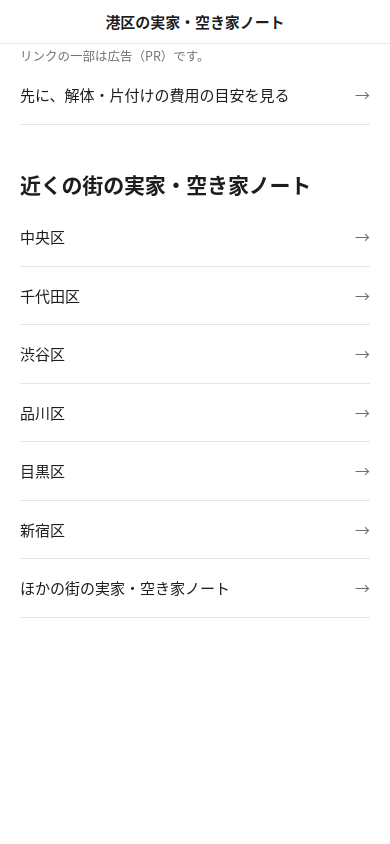 港区の実家・空き家ノート
リンクの一部は広告（PR）です。
先に、解体・片付けの費用の目安を見る →
近くの街の実家・空き家ノート
中央区 →
千代田区 →
渋谷区 →
品川区 →
目黒区 →
新宿区 →
ほかの街の実家・空き家ノート →